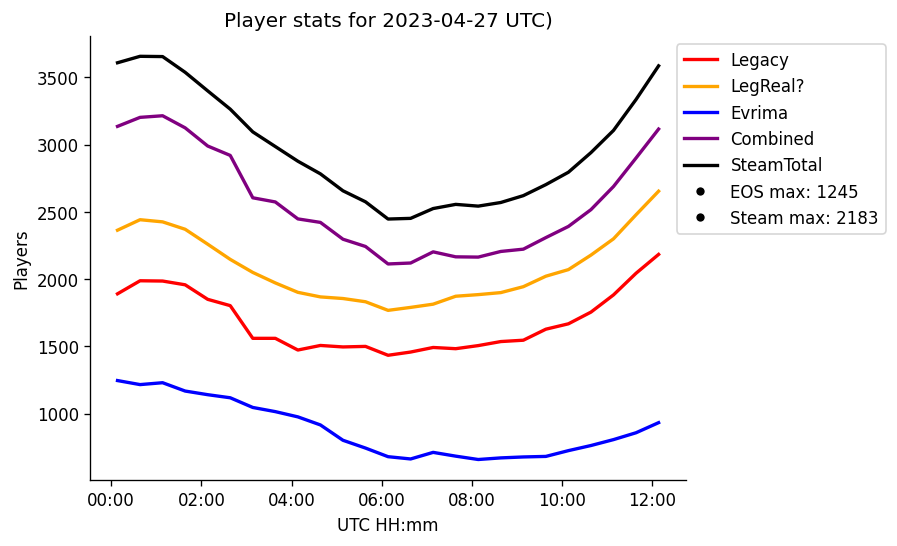 Player stats for 2023-04-27 UTC)
Players
3500
3000
2500
2000
1500
1000
00:00 02:00 04:00 06:00 08:00 10:00 12:00
UTC HH:mm
Legacy
LegReal?
Evrima
Combined
SteamTotal
EOS max: 1245
Steam max: 2183